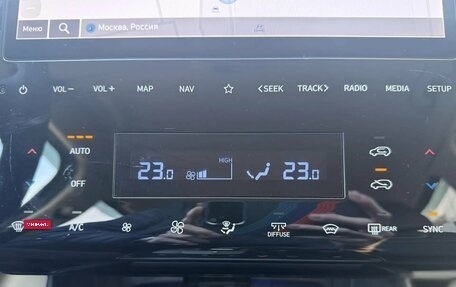 Меню
Москва, Россия
VOL−
VOL+
MAP
NAV
<SEEK
TRACK>
RADIO
MEDIA
SETUP
AUTO
OFF
HIGH
23.0
23.0
A/C
DIFFUSE
REAR
SYNC